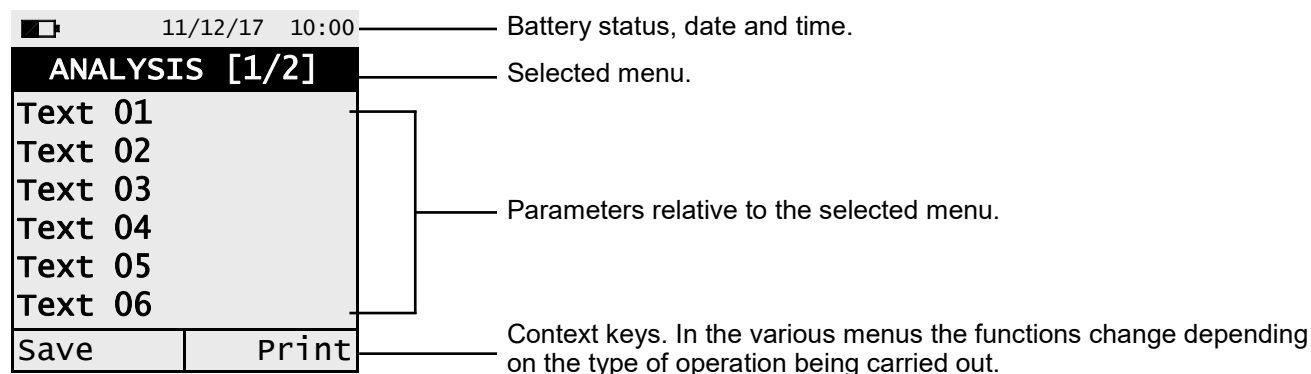 11/12/17 10:00
Battery status, date and time.
ANALYSIS [1/2]
Selected menu.
Text 01
Text 02
Text 03
Text 04
Text 05
Text 06
Parameters relative to the selected menu.
Save Print
Context keys. In the various menus the functions change depending
on the type of operation being carried out.